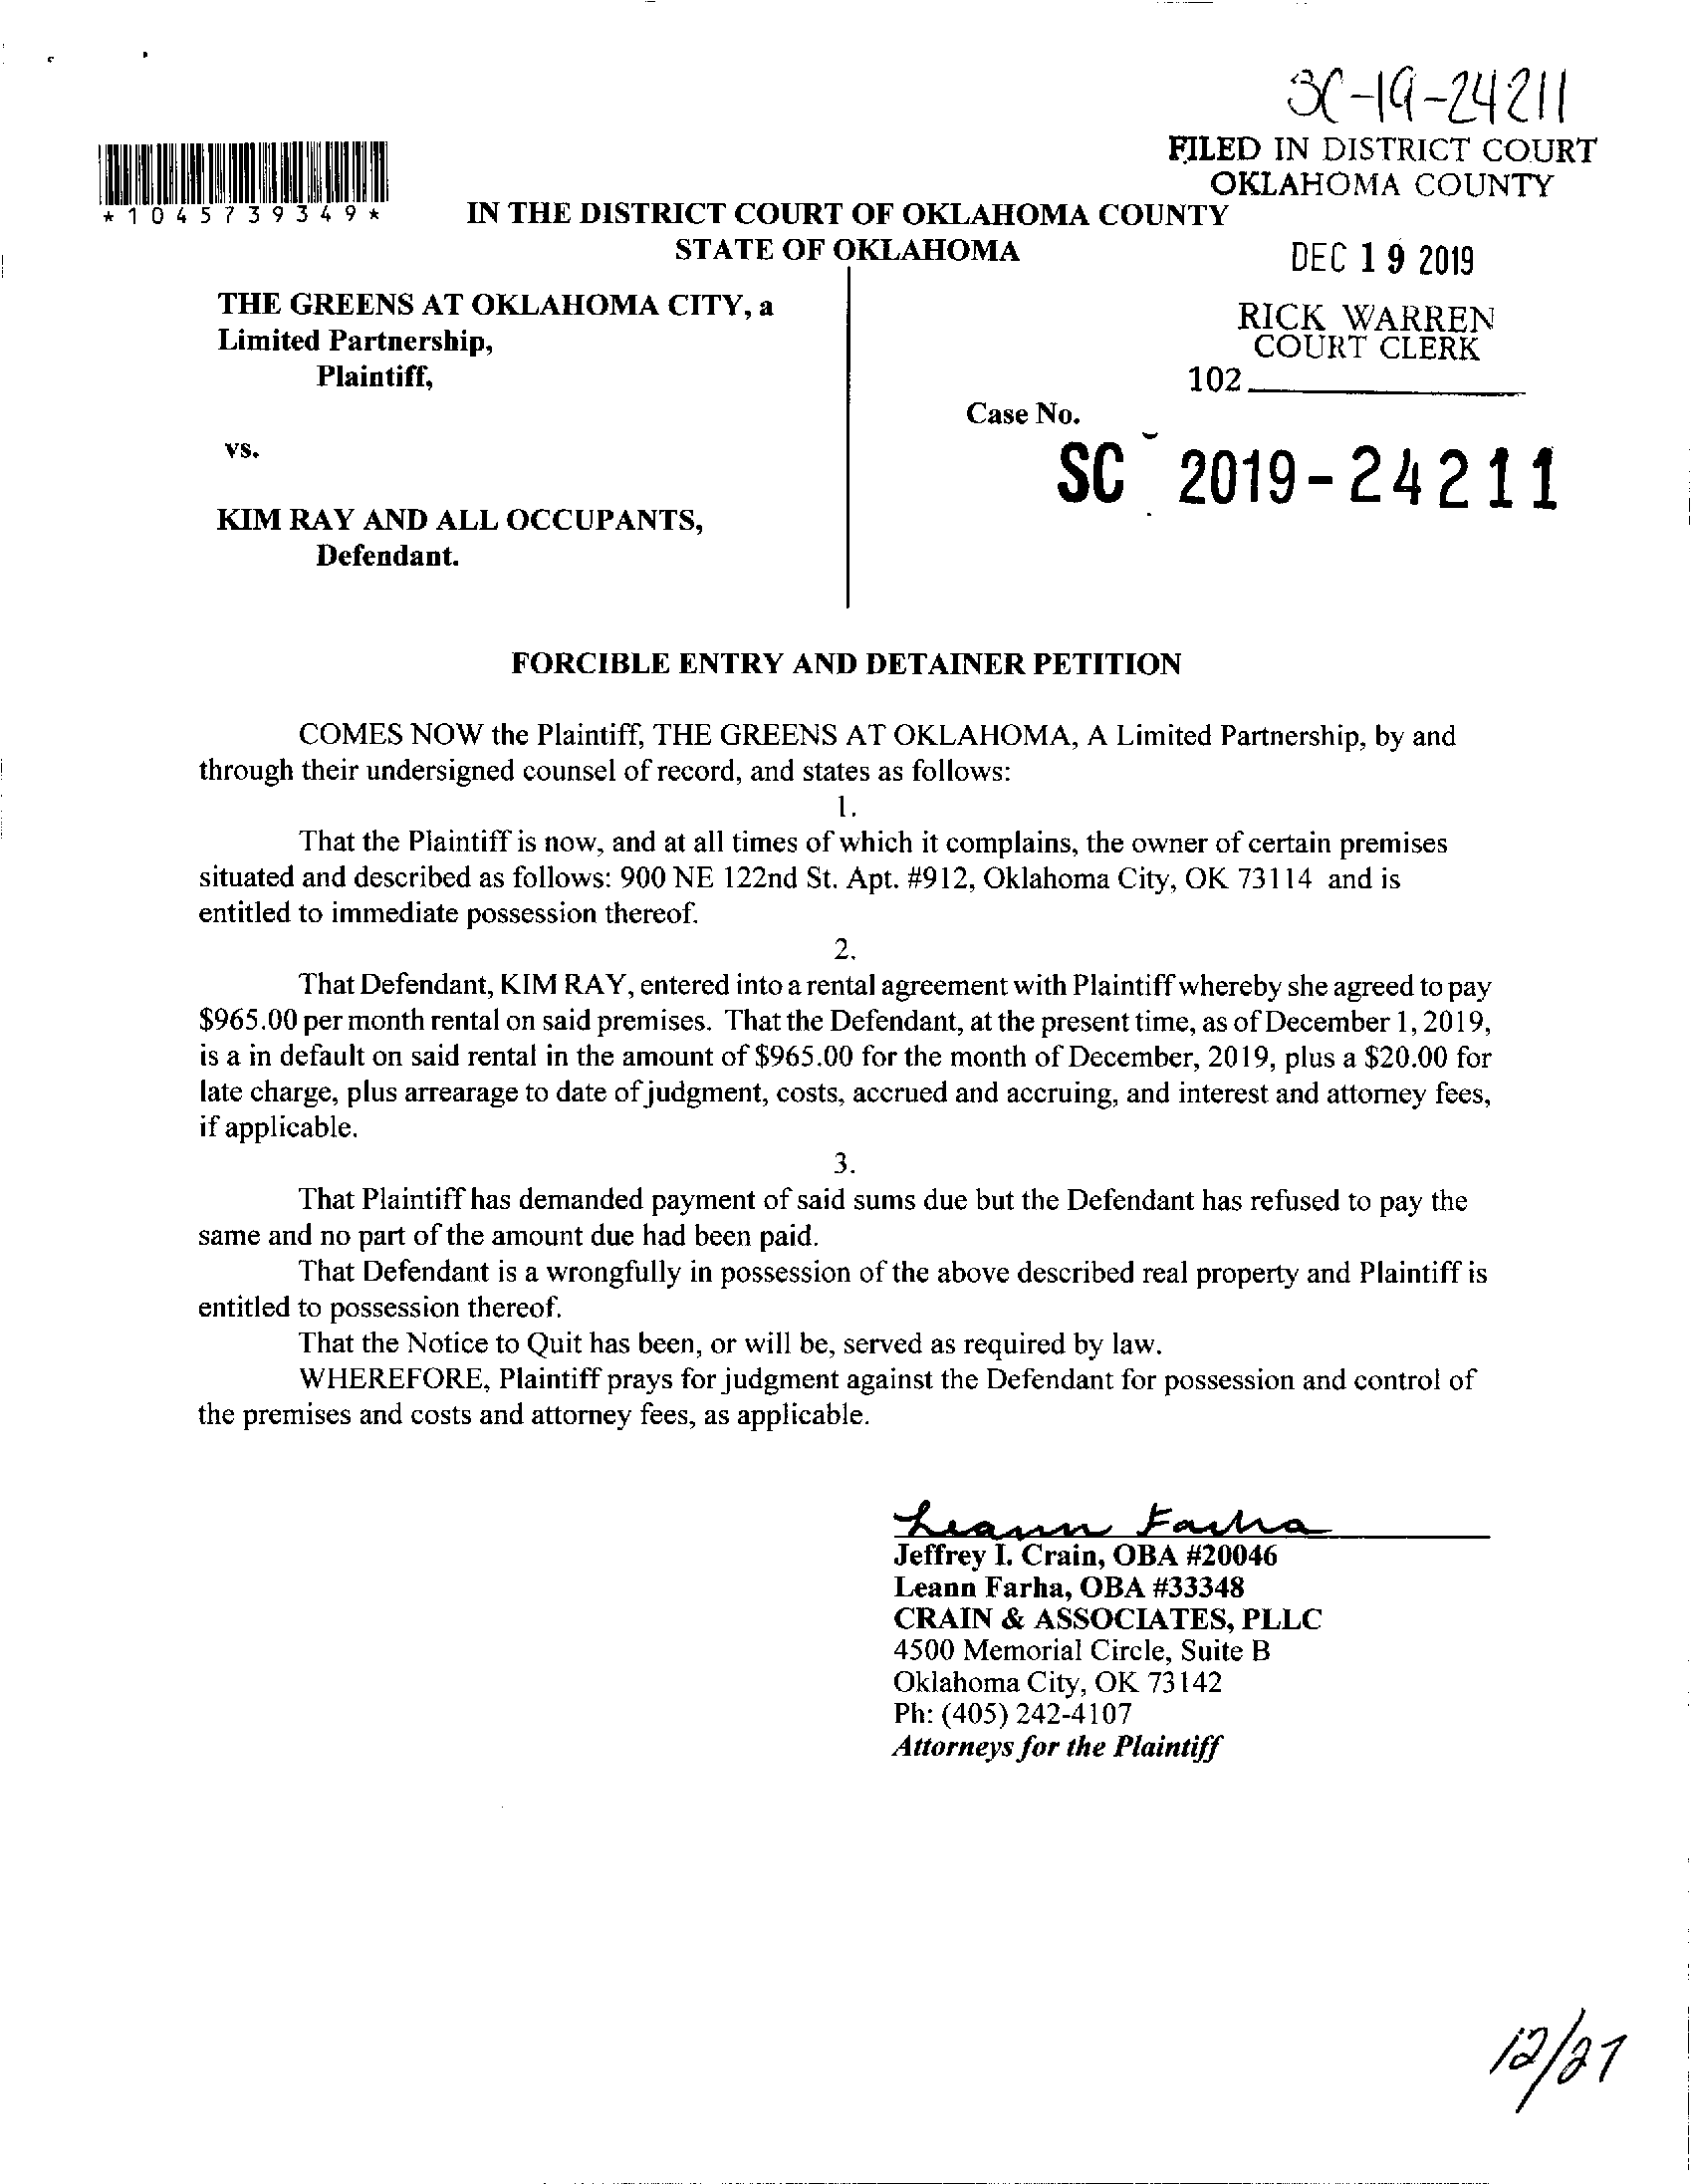 SC-19-24211
FILED IN DISTRICT COURT
OKLAHOMA COUNTY
*1045739349*
IN THE DISTRICT COURT OF OKLAHOMA COUNTY
STATE OF OKLAHOMA
DEC 19 2019
THE GREENS AT OKLAHOMA CITY, a
Limited Partnership,
Plaintiff,
RICK WARREN
COURT CLERK
102
Case No.
vs.
SC 2019-24211
KIM RAY AND ALL OCCUPANTS,
Defendant.
FORCIBLE ENTRY AND DETAINER PETITION
COMES NOW the Plaintiff, THE GREENS AT OKLAHOMA, A Limited Partnership, by and
through their undersigned counsel of record, and states as follows:
1.
That the Plaintiff is now, and at all times of which it complains, the owner of certain premises
situated and described as follows: 900 NE 122nd St. Apt. #912, Oklahoma City, OK 73114 and is
entitled to immediate possession thereof.
2.
That Defendant, KIM RAY, entered into a rental agreement with Plaintiff whereby she agreed to pay
$965.00 per month rental on said premises. That the Defendant, at the present time, as of December 1, 2019,
is a in default on said rental in the amount of $965.00 for the month of December, 2019, plus a $20.00 for
late charge, plus arrearage to date of judgment, costs, accrued and accruing, and interest and attorney fees,
if applicable.
3.
That Plaintiff has demanded payment of said sums due but the Defendant has refused to pay the
same and no part of the amount due had been paid.
That Defendant is a wrongfully in possession of the above described real property and Plaintiff is
entitled to possession thereof.
That the Notice to Quit has been, or will be, served as required by law.
WHEREFORE, Plaintiff prays for judgment against the Defendant for possession and control of
the premises and costs and attorney fees, as applicable.
Leann Farha
Jeffrey I. Crain, OBA #20046
Leann Farha, OBA #33348
CRAIN & ASSOCIATES, PLLC
4500 Memorial Circle, Suite B
Oklahoma City, OK 73142
Ph: (405) 242-4107
Attorneys for the Plaintiff
12/27